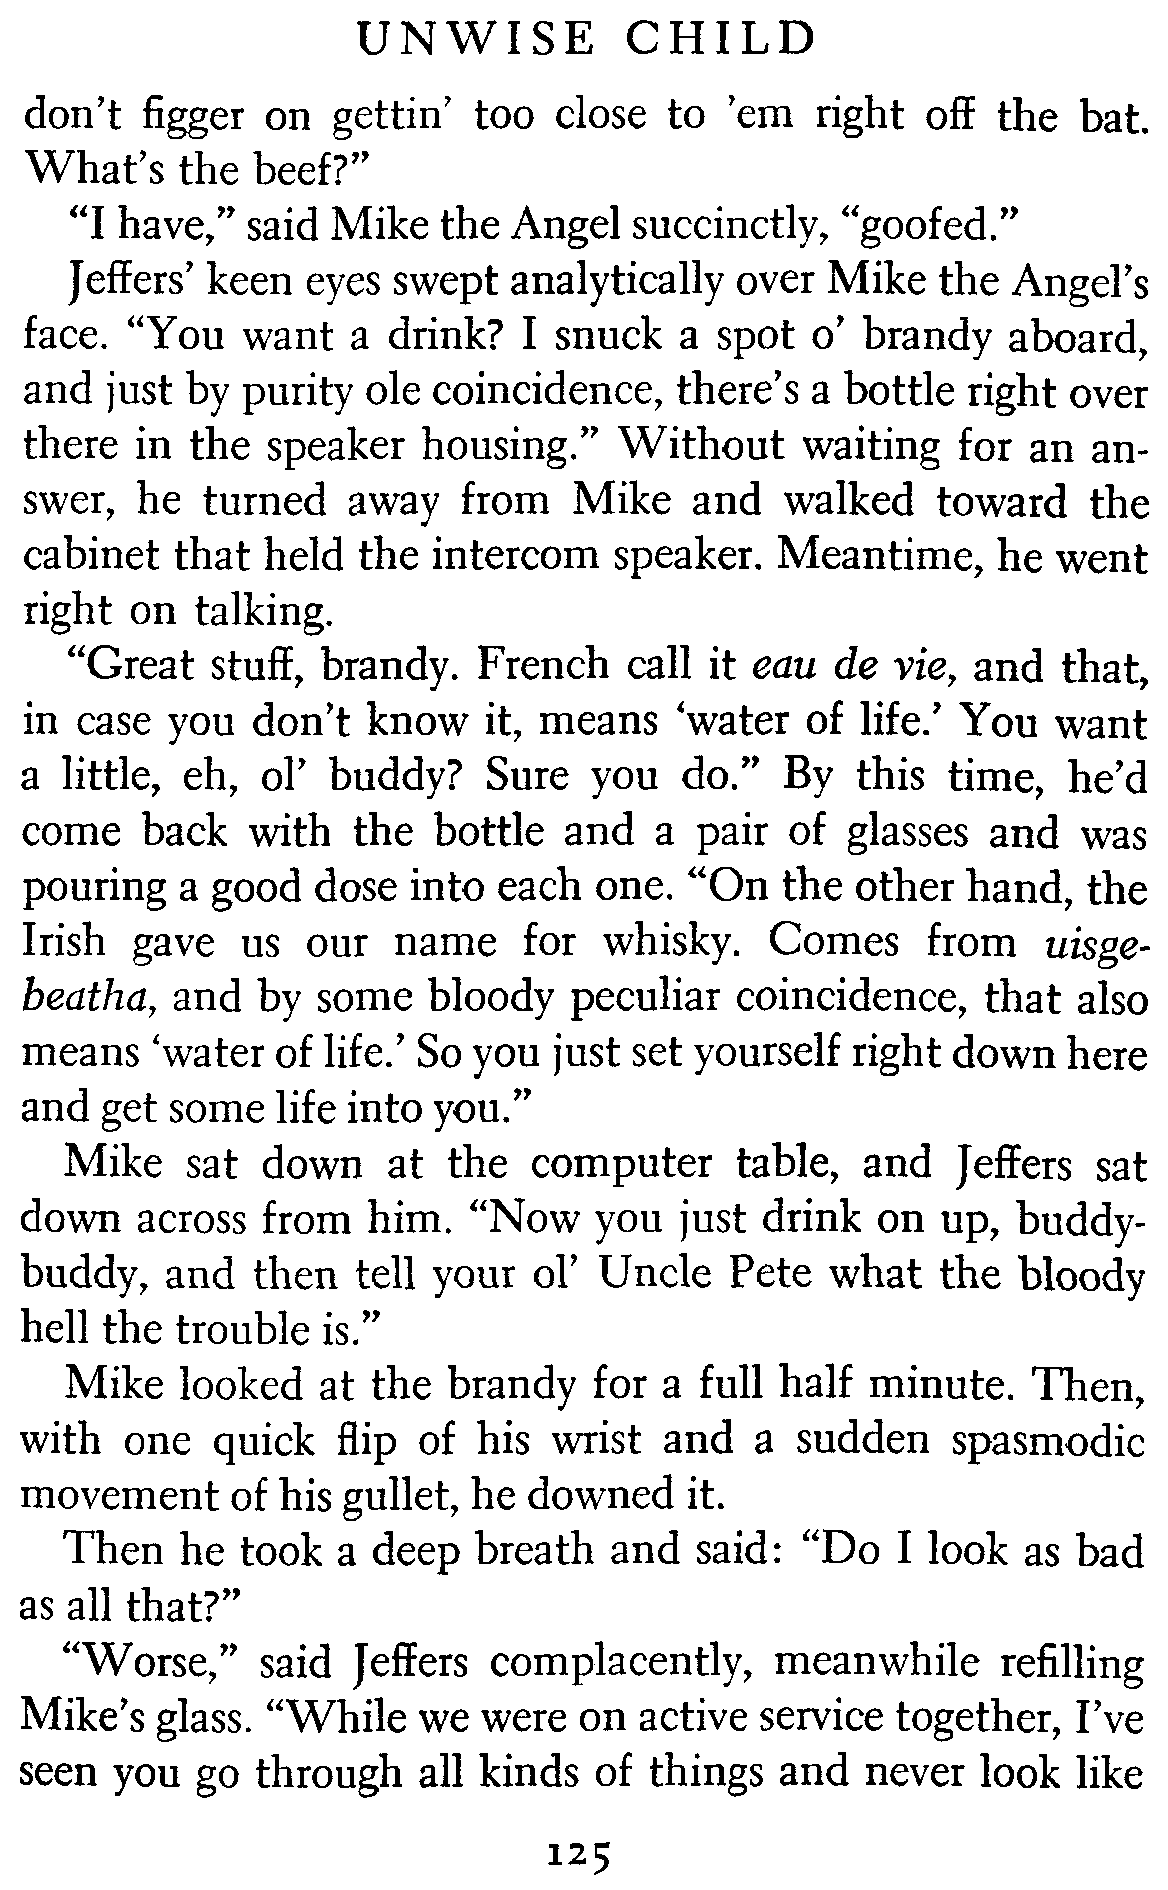 UNWISE CHILD
don't figger on gettin' too close to 'em right off the bat.
What's the beef?”
“I have,” said Mike the Angel succinctly, “goofed.”
Jeffers' keen eyes swept analytically over Mike the Angel's
face. “You want a drink? I snuck a spot o' brandy aboard,
and just by purity ole coincidence, there's a bottle right over
there in the speaker housing.” Without waiting for an an-
swer, he turned away from Mike and walked toward the
cabinet that held the intercom speaker. Meantime, he went
right on talking.
“Great stuff, brandy. French call it eau de vie, and that,
in case you don't know it, means ‘water of life.’ You want
a little, eh, ol' buddy? Sure you do.” By this time, he'd
come back with the bottle and a pair of glasses and was
pouring a good dose into each one. “On the other hand, the
Irish gave us our name for whisky. Comes from uisge-
beatha, and by some bloody peculiar coincidence, that also
means ‘water of life.’ So you just set yourself right down here
and get some life into you.”
Mike sat down at the computer table, and Jeffers sat
down across from him. “Now you just drink on up, buddy-
buddy, and then tell your ol' Uncle Pete what the bloody
hell the trouble is.”
Mike looked at the brandy for a full half minute. Then,
with one quick flip of his wrist and a sudden spasmodic
movement of his gullet, he downed it.
Then he took a deep breath and said: “Do I look as bad
as all that?”
“Worse,” said Jeffers complacently, meanwhile refilling
Mike's glass. “While we were on active service together, I've
seen you go through all kinds of things and never look like
125